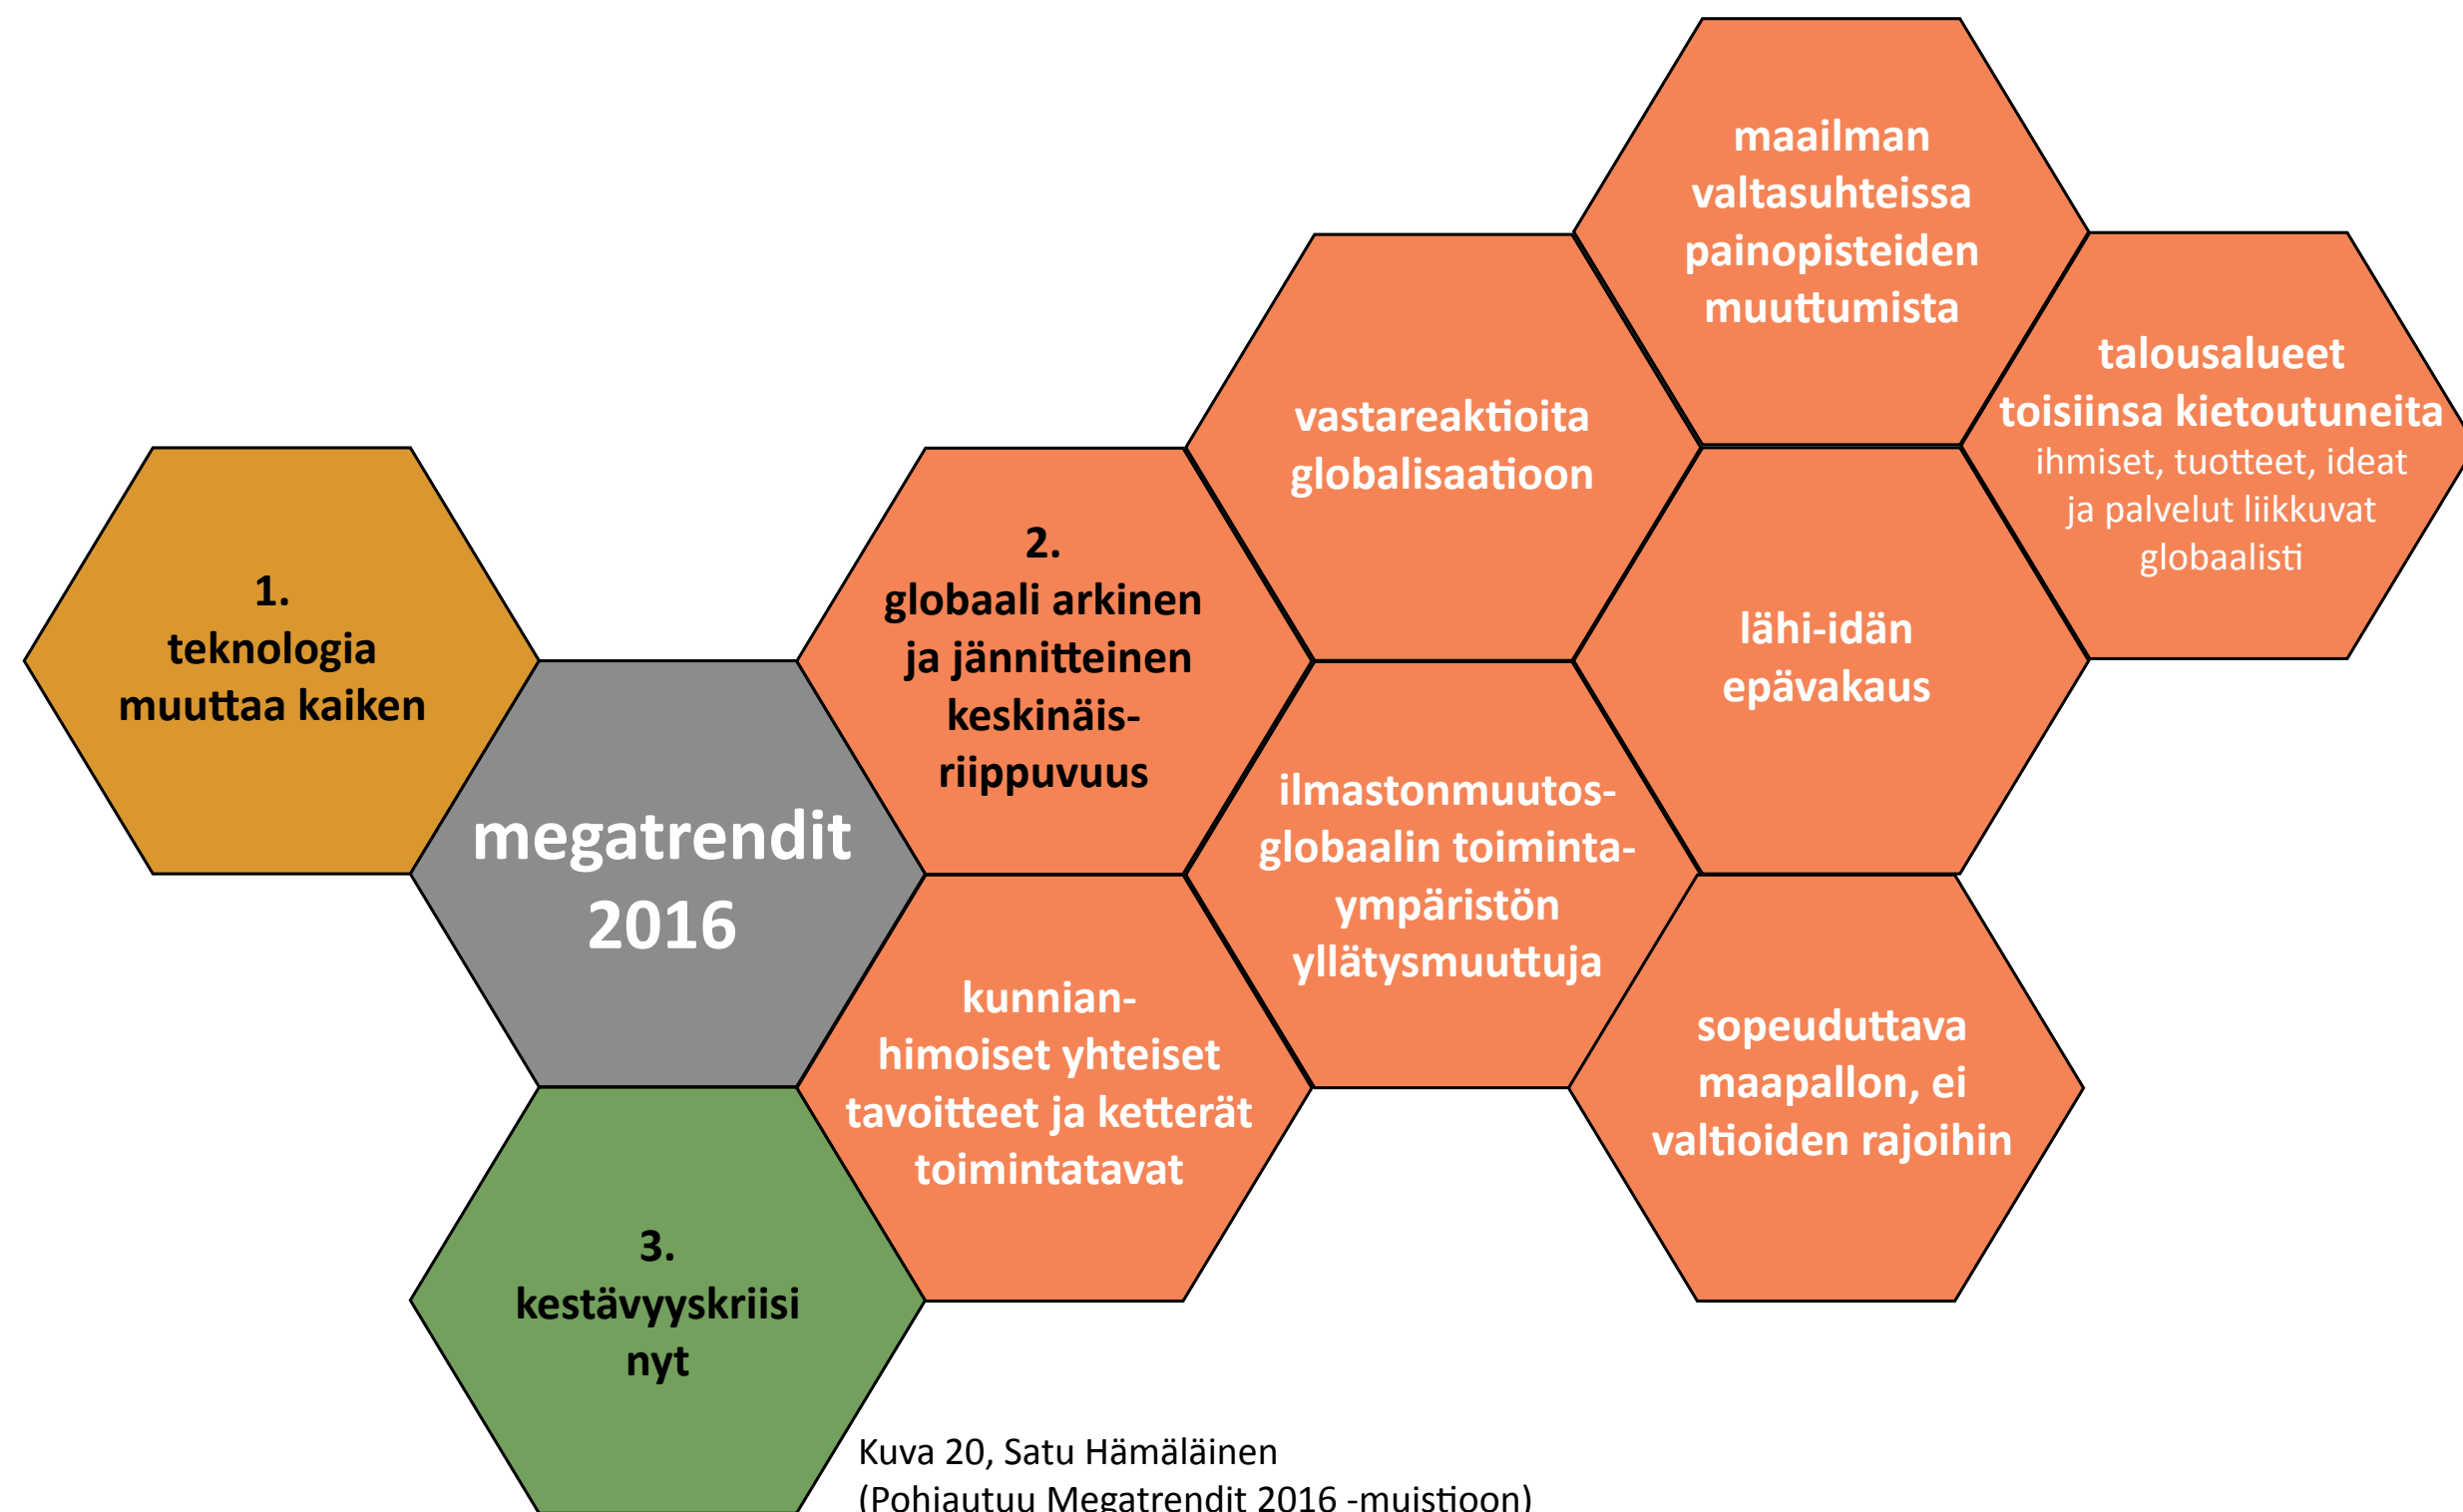 maailman
valtasuhteissa
painopisteiden
muuttumista
talousalueet
toisiinsa kietoutuneita
ihmiset, tuotteet, ideat
ja palvelut liikkuvat
globaalisti
vastareaktioita
globalisaatioon
1.
teknologia
muuttaa kaiken
2.
globaali arkinen
ja jännitteinen
keskinäis-
riippuvuus
lähi-idän
epävakaus
megatrendit
2016
ilmastonmuutos-
globaalin toiminta-
ympäristön
yllätysmuuttuja
kunnian-
himoiset yhteiset
tavoitteet ja ketterät
toimintatavat
sopeuduttava
maapallon, ei
valtioiden rajoihin
3.
kestävyyskriisi
nyt
Kuva 20, Satu Hämäläinen
(Pohjautuu Megatrendit 2016 -muistioon)